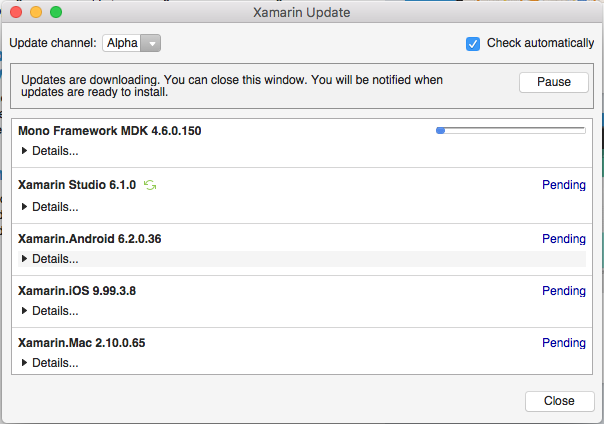 Xamarin Update
Update channel: Alpha Check automatically
Updates are downloading. You can close this window. You will be notified when
updates are ready to install.
Pause
Mono Framework MDK 4.6.0.150
Details...
Xamarin Studio 6.1.0 Pending
Details...
Xamarin.Android 6.2.0.36 Pending
Details...
Xamarin.iOS 9.99.3.8 Pending
Details...
Xamarin.Mac 2.10.0.65 Pending
Details...
Close